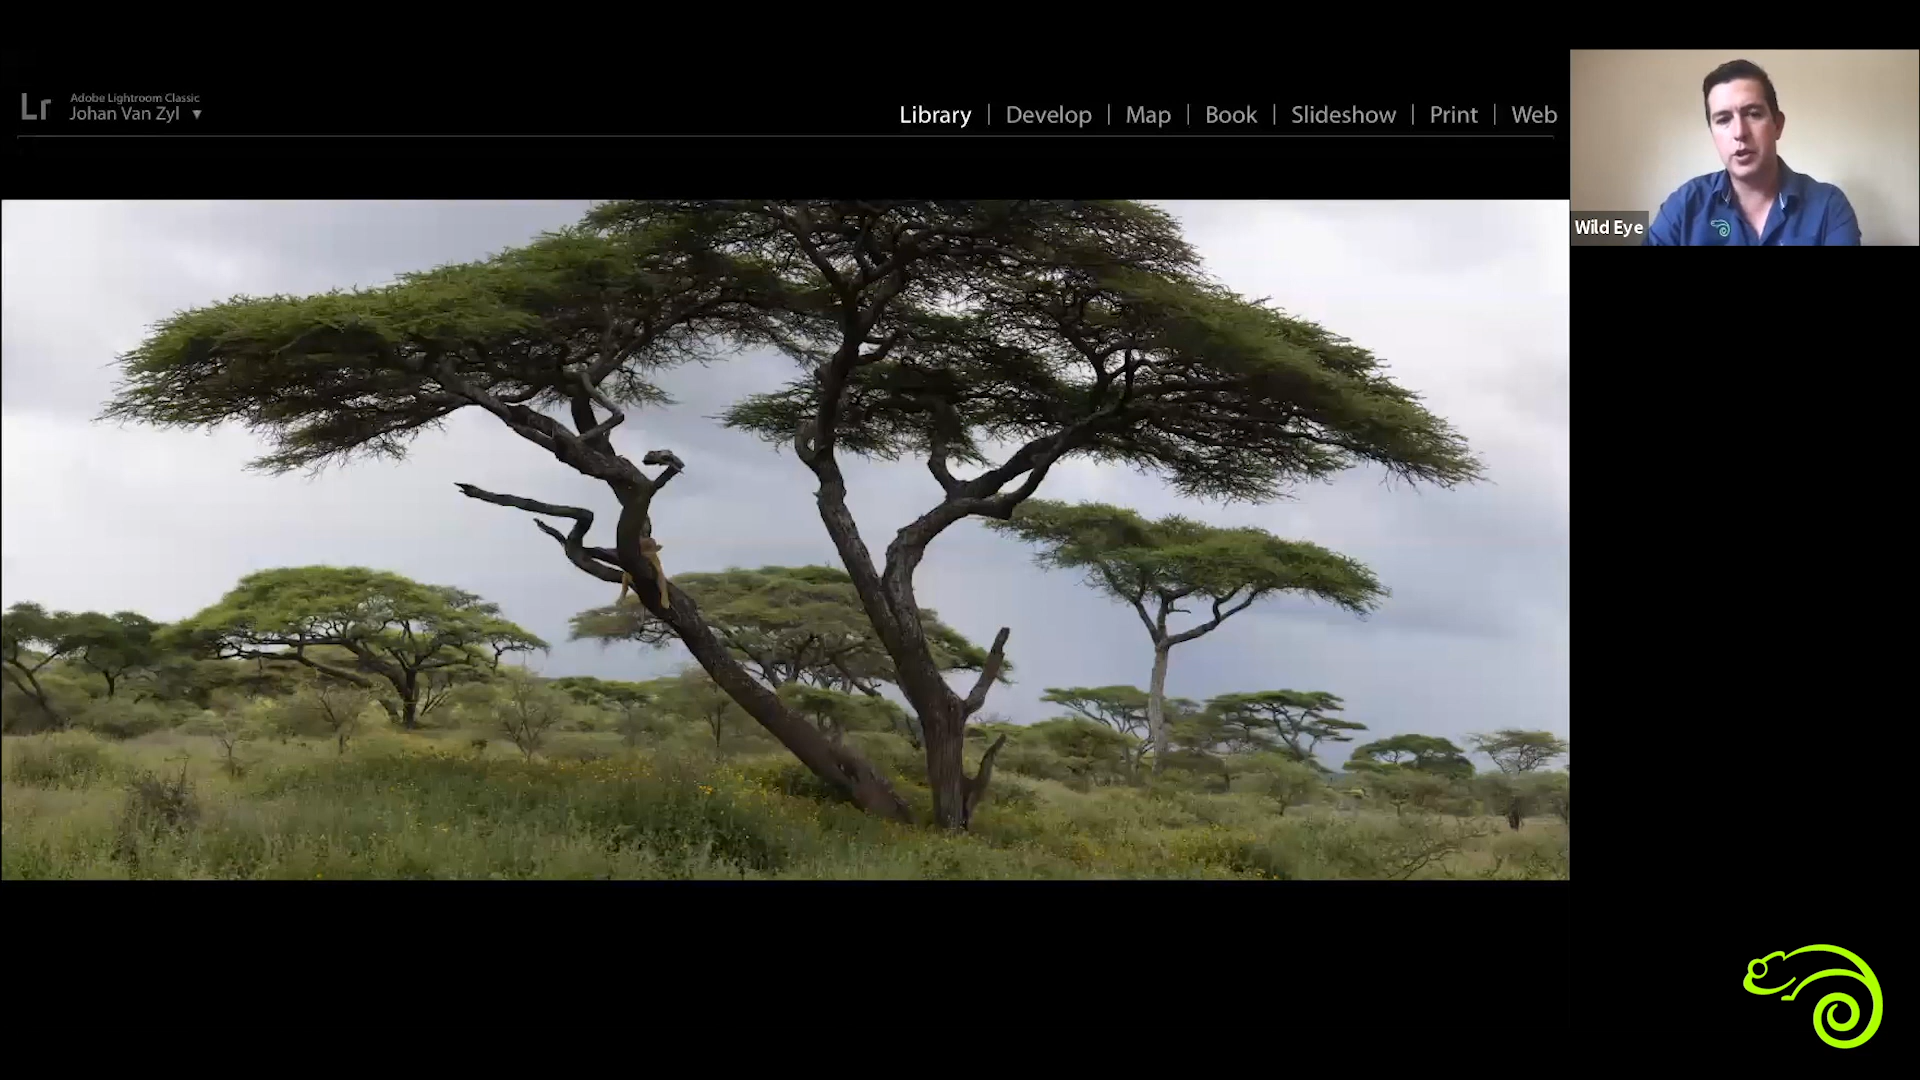 Lr
Adobe Lightroom Classic
Johan Van Zyl ▼
Library | Develop | Map | Book | Slideshow | Print | Web
Wild Eye